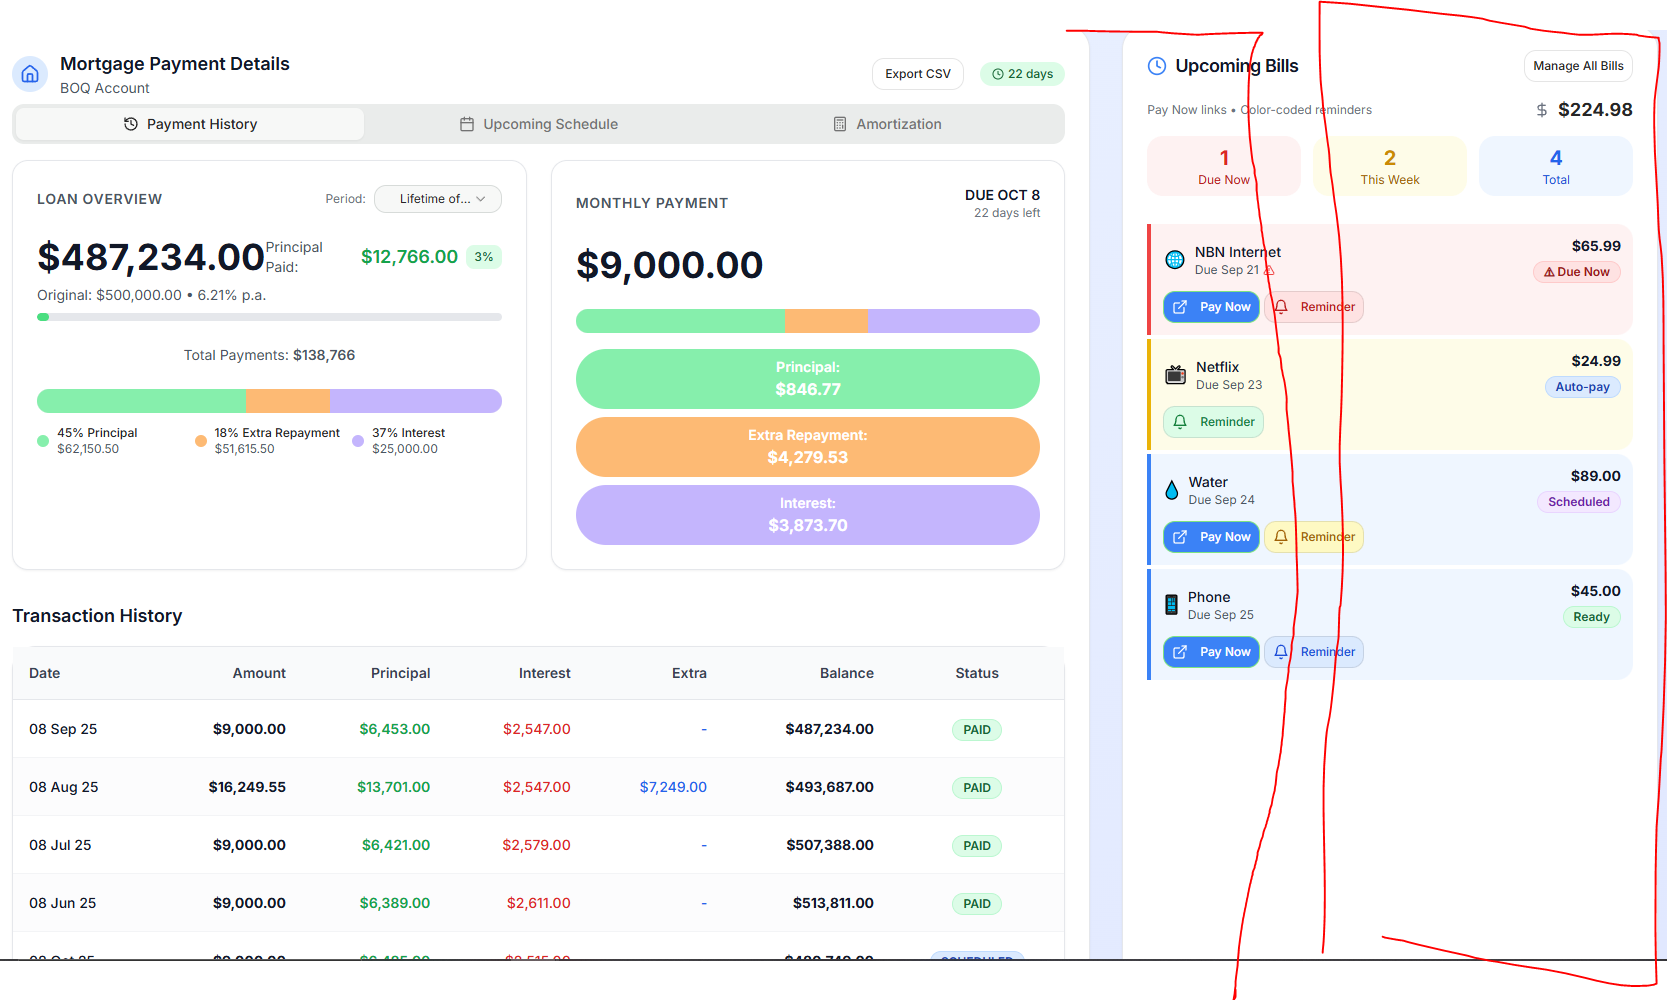 Mortgage Payment Details
BOQ Account
Export CSV
22 days
Payment History
Upcoming Schedule
Amortization
LOAN OVERVIEW
Period:
Lifetime of...
$487,234.00
Principal
Paid:
$12,766.00
3%
Original: $500,000.00 • 6.21% p.a.
Total Payments: $138,766
45% Principal
$62,150.50
18% Extra Repayment
$51,615.50
37% Interest
$25,000.00
MONTHLY PAYMENT
DUE OCT 8
22 days left
$9,000.00
Principal:
$846.77
Extra Repayment:
$4,279.53
Interest:
$3,873.70
Transaction History
Date Amount Principal Interest Extra Balance Status
08 Sep 25 $9,000.00 $6,453.00 $2,547.00 - $487,234.00 PAID
08 Aug 25 $16,249.55 $13,701.00 $2,547.00 $7,249.00 $493,687.00 PAID
08 Jul 25 $9,000.00 $6,421.00 $2,579.00 - $507,388.00 PAID
08 Jun 25 $9,000.00 $6,389.00 $2,611.00 - $513,811.00 PAID
Upcoming Bills
Manage All Bills
Pay Now links • Color-coded reminders
$ $224.98
1
Due Now
2
This Week
4
Total
NBN Internet
Due Sep 21
$65.99
Due Now
Pay Now
Reminder
Netflix
Due Sep 23
$24.99
Auto-pay
Reminder
Water
Due Sep 24
$89.00
Scheduled
Pay Now
Reminder
Phone
Due Sep 25
$45.00
Ready
Pay Now
Reminder